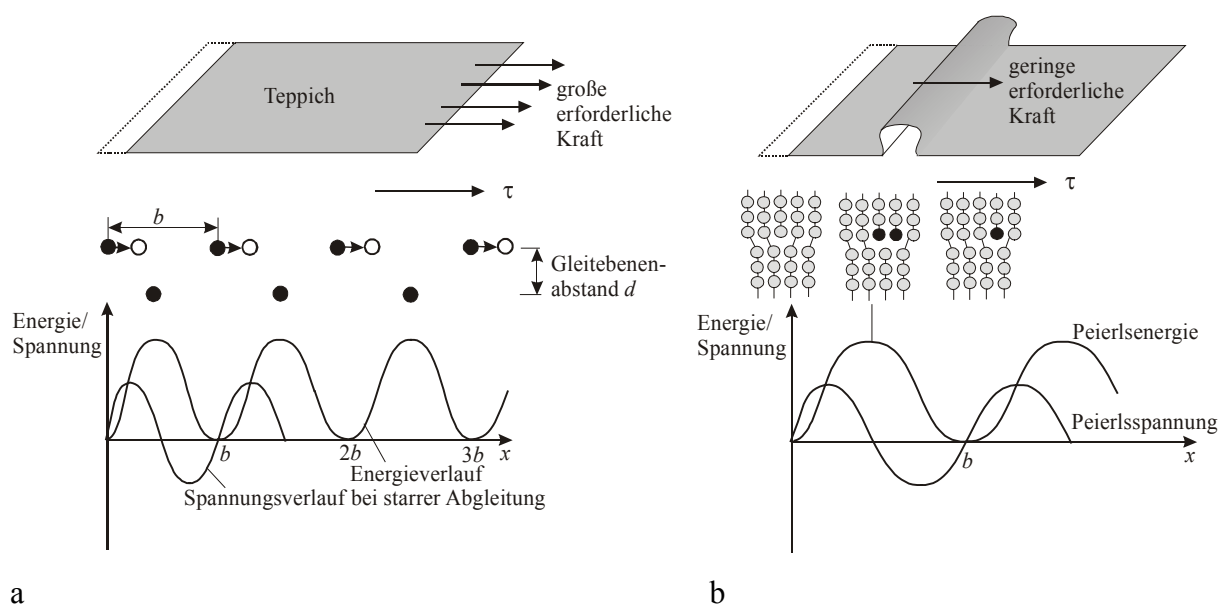 Teppich
große
erforderliche
Kraft
τ
b
Gleitebenen-
abstand d
Energie/
Spannung
b
2b
3b
x
Energieverlauf
Spannungsverlauf bei starrer Abgleitung
a
geringe
erforderliche
Kraft
τ
Energie/
Spannung
Peierlsenergie
Peierlsspannung
b
x
b